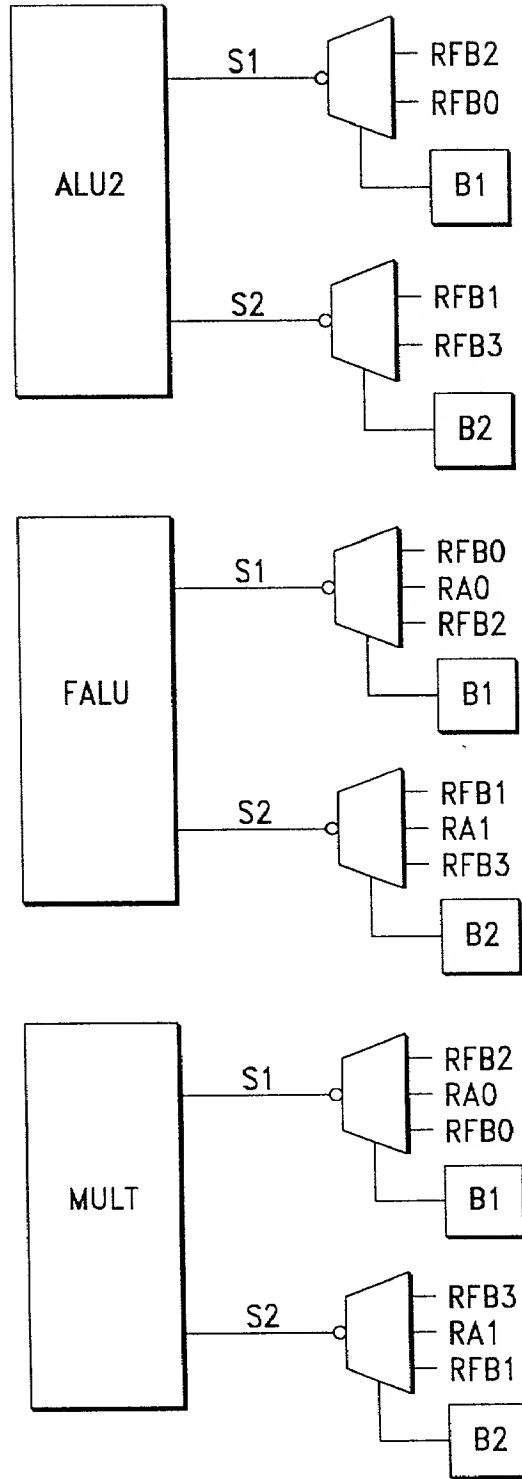 S1
RFB2
RFB0
ALU2
B1
S2
RFB1
RFB3
B2
S1
RFB0
RA0
RFB2
FALU
B1
S2
RFB1
RA1
RFB3
B2
S1
RFB2
RA0
RFB0
MULT
B1
S2
RFB3
RA1
RFB1
B2